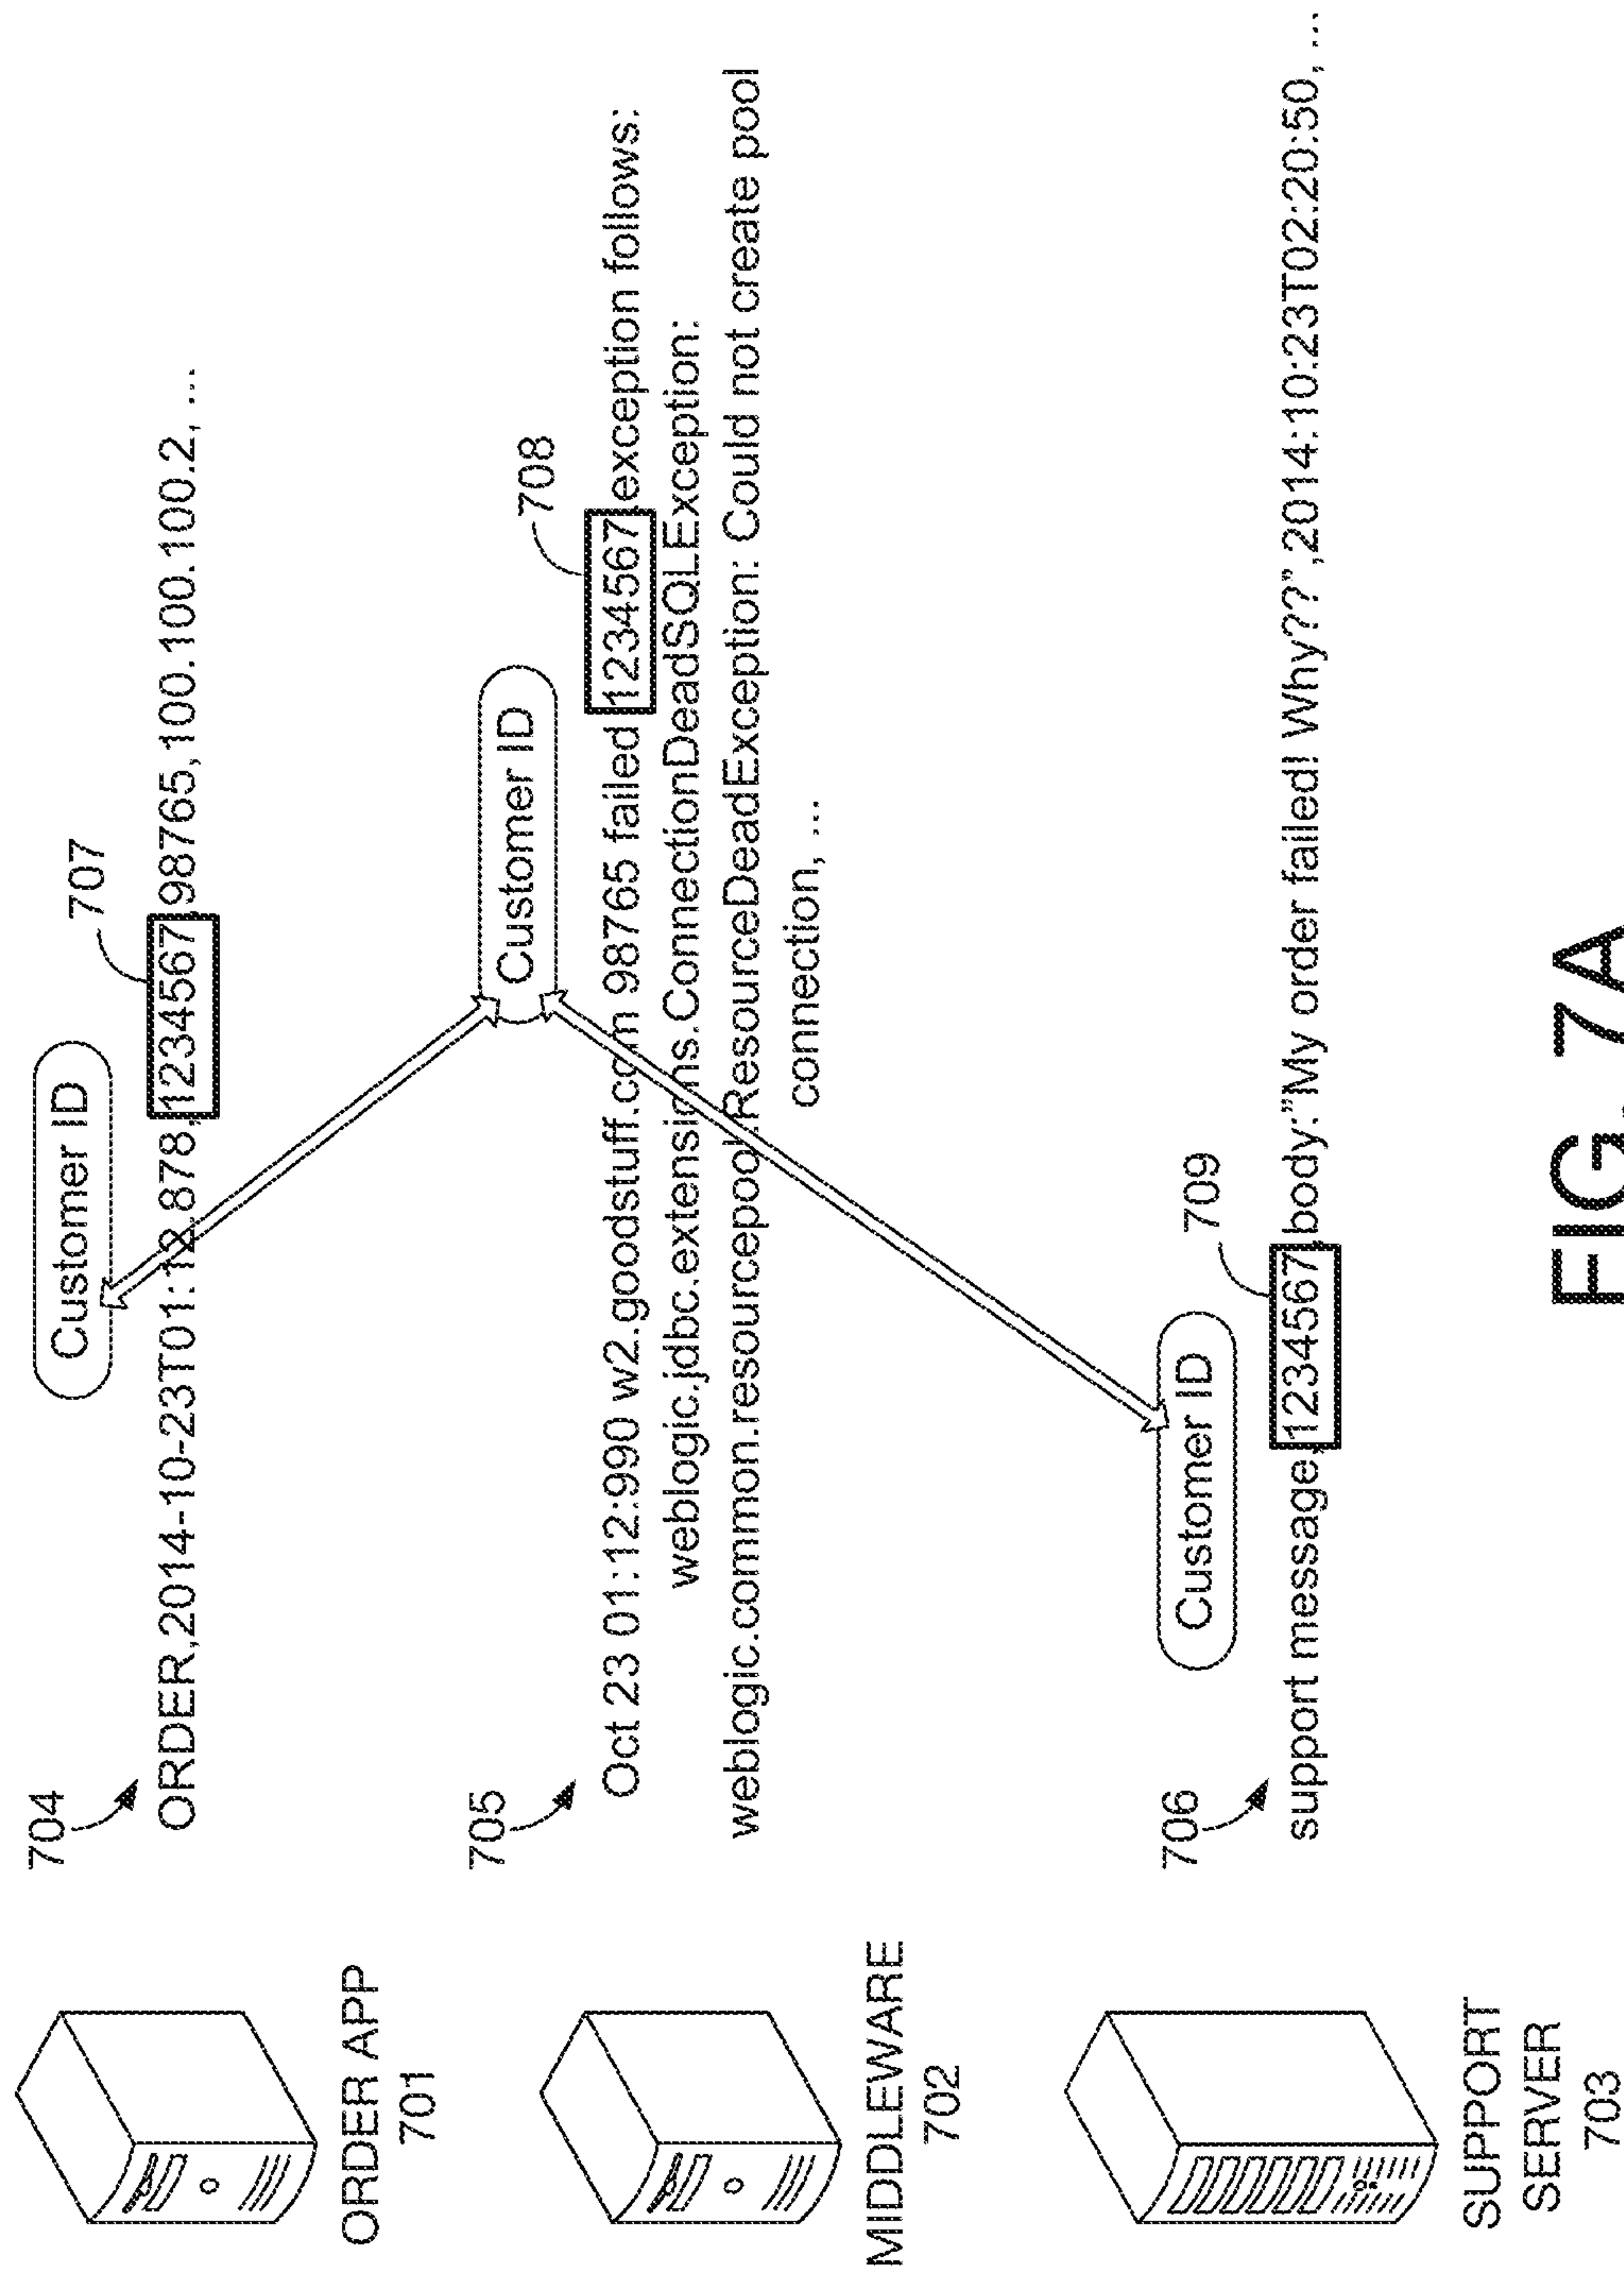 ORDER APP
701
704
Customer ID
707
ORDER,2014-10-23T01:12.878,1234567,98765,100.100.100.2, ...
MIDDLEWARE
702
705
Customer ID
708
Oct 23 01:12:990 w2.goodstuff.com 98765 failed 1234567 exception follows:
weblogic.jdbc.extensions.ConnectionDeadSQLException:
weblogic.common.resourcepool.ResourceDeadException: Could not create pool
connection, ...
SUPPORT
SERVER
703
706
Customer ID
709
support message,1234567,body:"My order failed! Why??",2014:10:23T02:20:50, ...
FIG. 7A